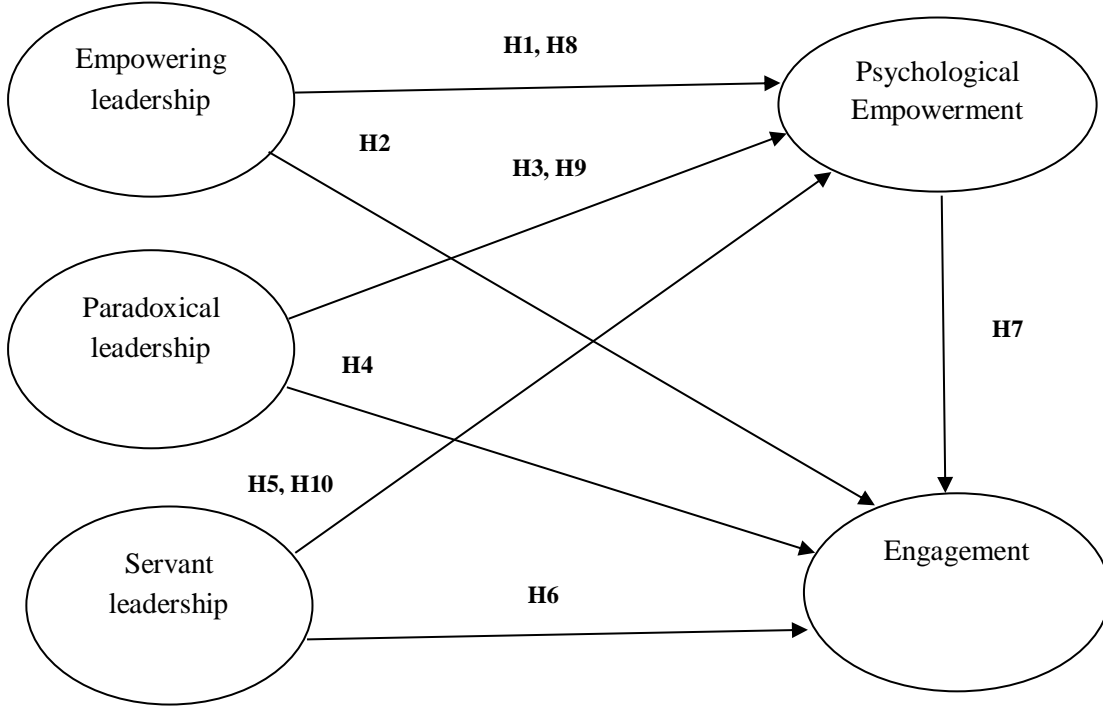 Empowering
leadership
H1, H8
Psychological
Empowerment
H2
H3, H9
Paradoxical
leadership
H7
H4
H5, H10
Servant
leadership
Engagement
H6